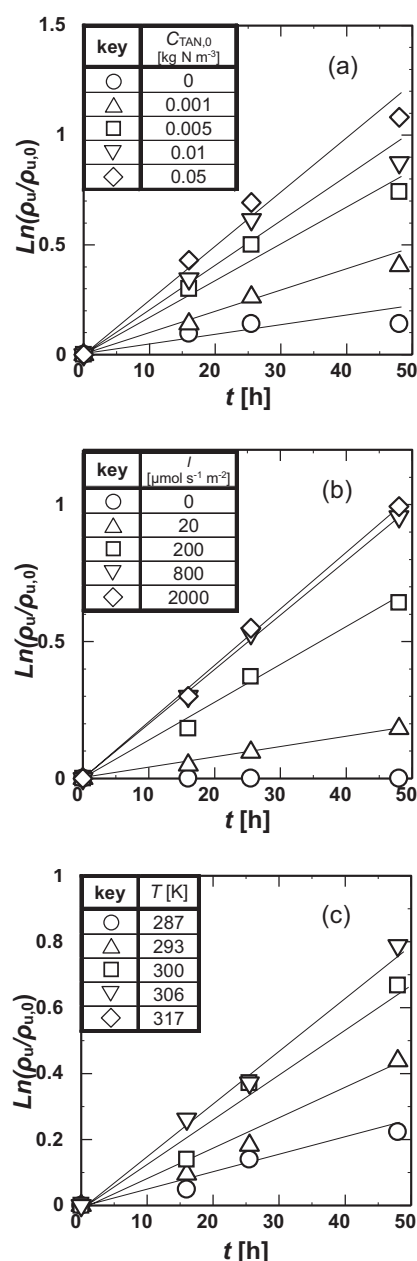 1.5
key C_TAN,0 [kg N m⁻³]
0
0.001
0.005
0.01
0.05
(a)
1
0.5
0
Ln(ρu/ρu,0)
0 10 20 30 40 50
t [h]
key I [µmol s⁻¹ m⁻²]
0
20
200
800
2000
(b)
1
0.5
0
Ln(ρu/ρu,0)
0 10 20 30 40 50
t [h]
1
key T [K]
287
293
300
306
317
(c)
0.8
0.6
0.4
0.2
0
Ln(ρu/ρu,0)
0 10 20 30 40 50
t [h]